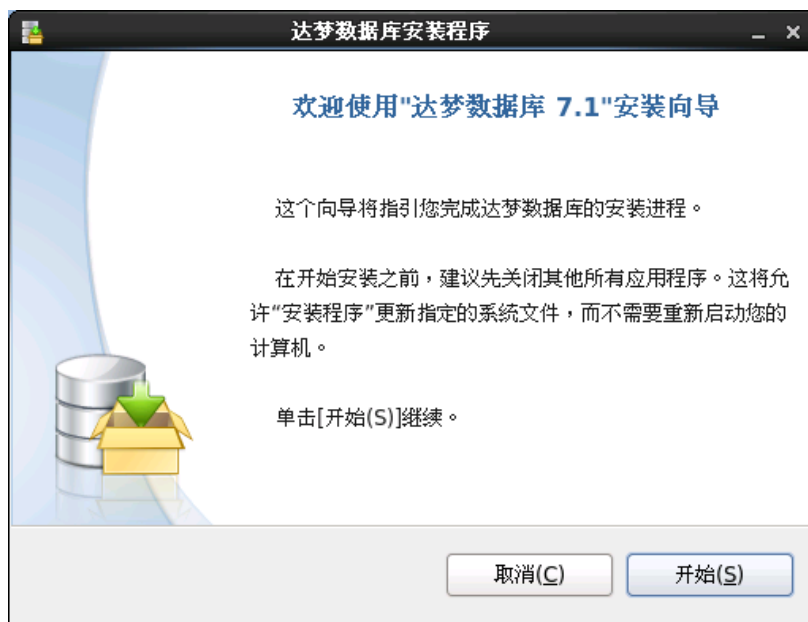 达梦数据库安装程序
欢迎使用"达梦数据库 7.1"安装向导
这个向导将指引您完成达梦数据库的安装进程。
在开始安装之前，建议先关闭其他所有应用程序。这将允
许“安装程序”更新指定的系统文件，而不需要重新启动您的
计算机。
单击[开始(S)]继续。
取消(C) 开始(S)